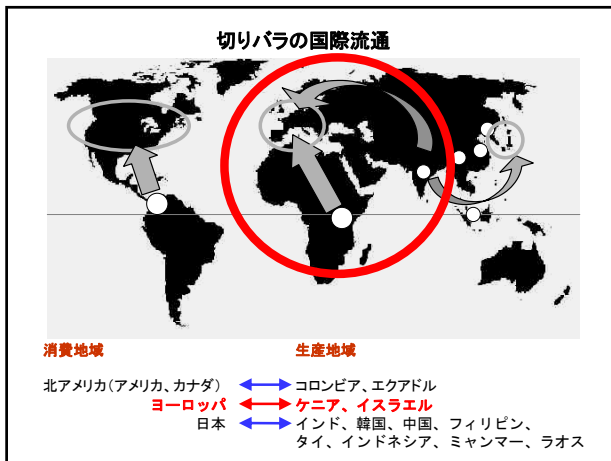 切りバラの国際流通
消費地域 生産地域
北アメリカ(アメリカ、カナダ) コロンビア、エクアドル
ヨーロッパ ケニア、イスラエル
日本 インド、韓国、中国、フィリピン、
タイ、インドネシア、ミャンマー、ラオス